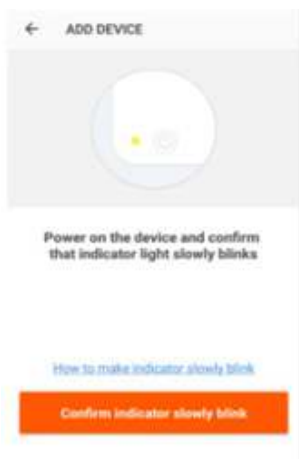 ADD DEVICE
Power on the device and confirm
that indicator light slowly blinks
How to make indicator slowly blink
Confirm indicator slowly blink